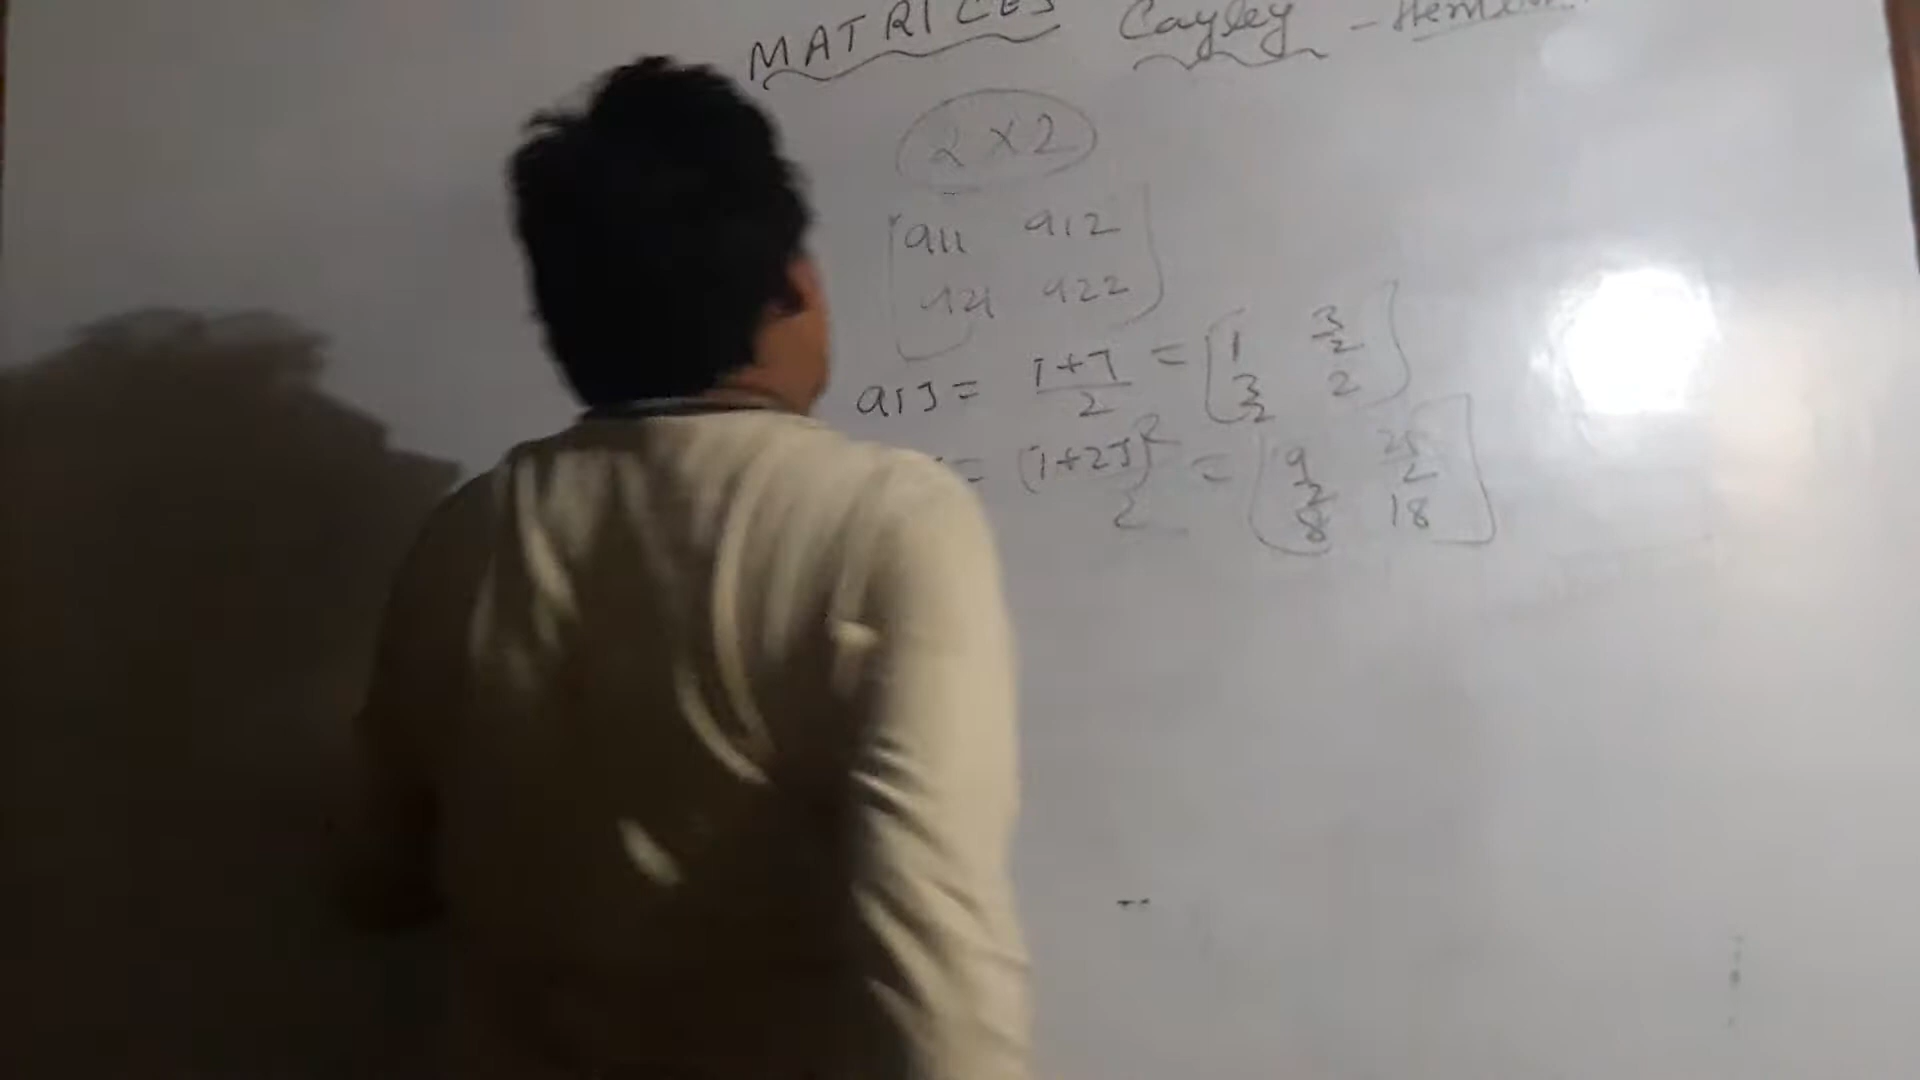 MATRICES Cayley -
2 x 2
a11 a12
a21 a22
aij = i+j/2 = [1 3/2
3/2 2]
= (i+2j)²/2 = [9/2 25/2
8 18]